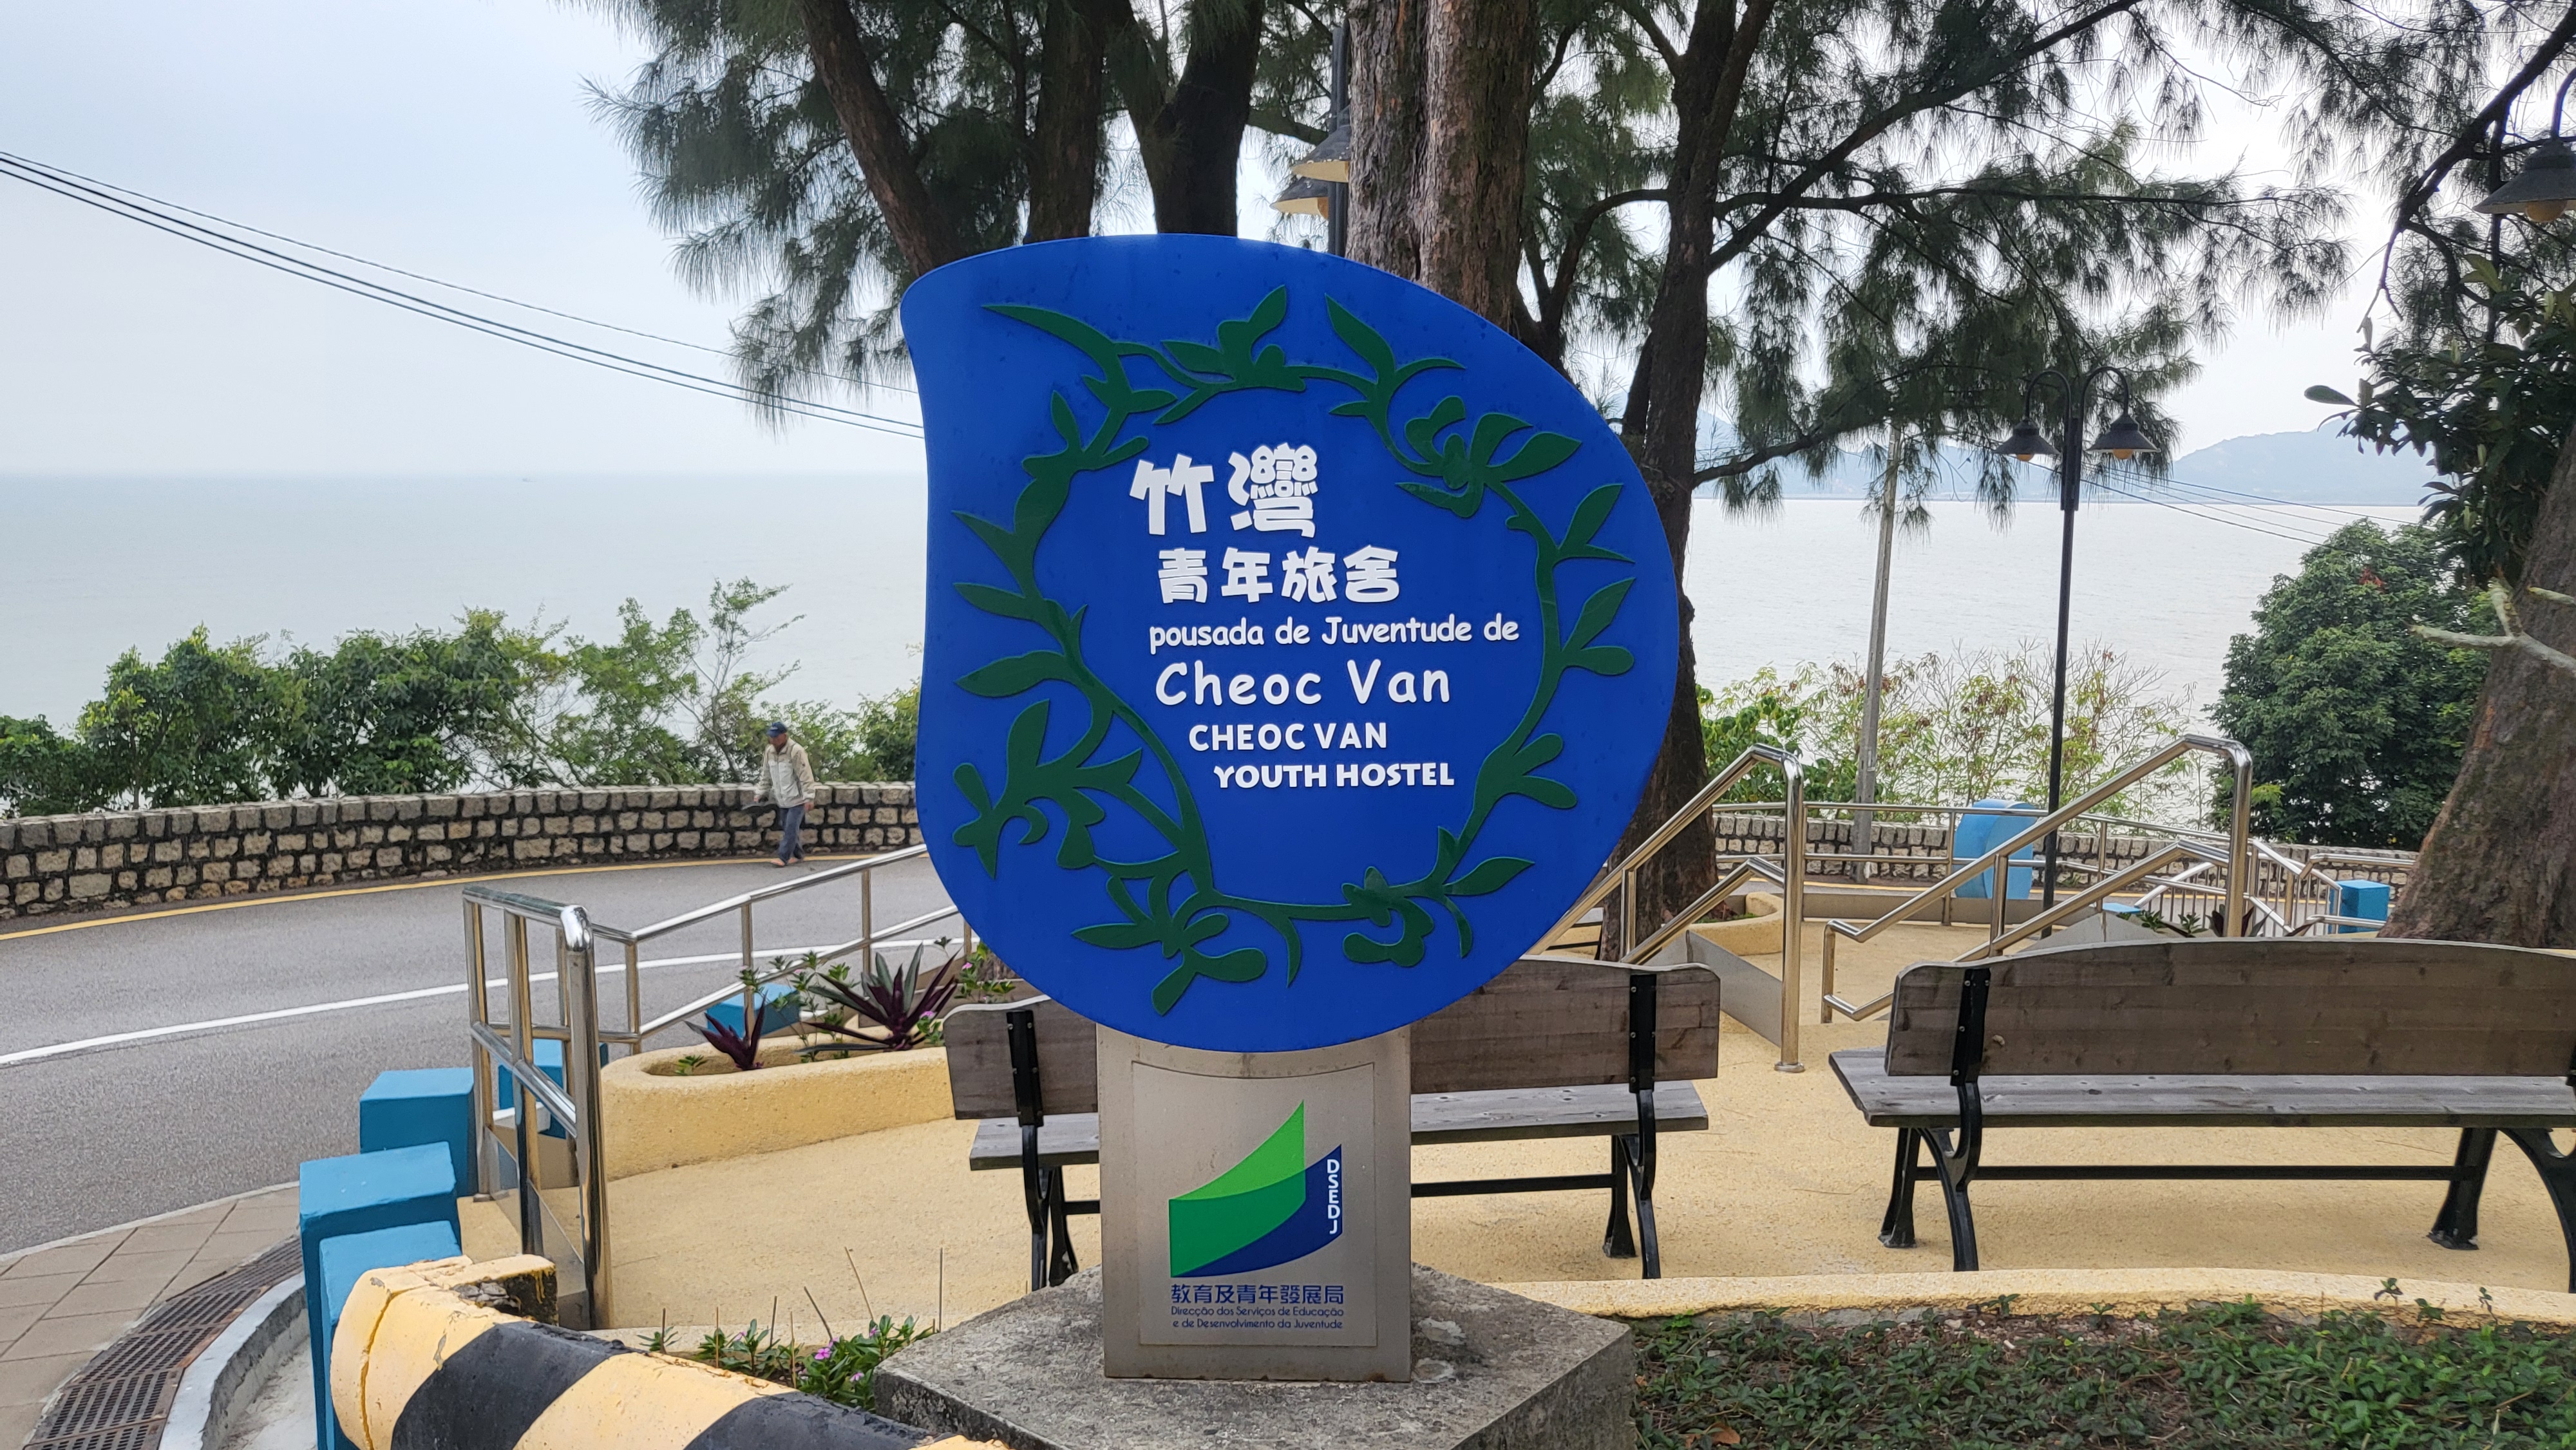 竹灣
青年旅舍
pousada de Juventude de
Cheoc Van
CHEOC VAN
YOUTH HOSTEL
DSEDJ
教育及青年發展局
Direcção dos Serviços de Educação
e de Desenvolvimento da Juventude